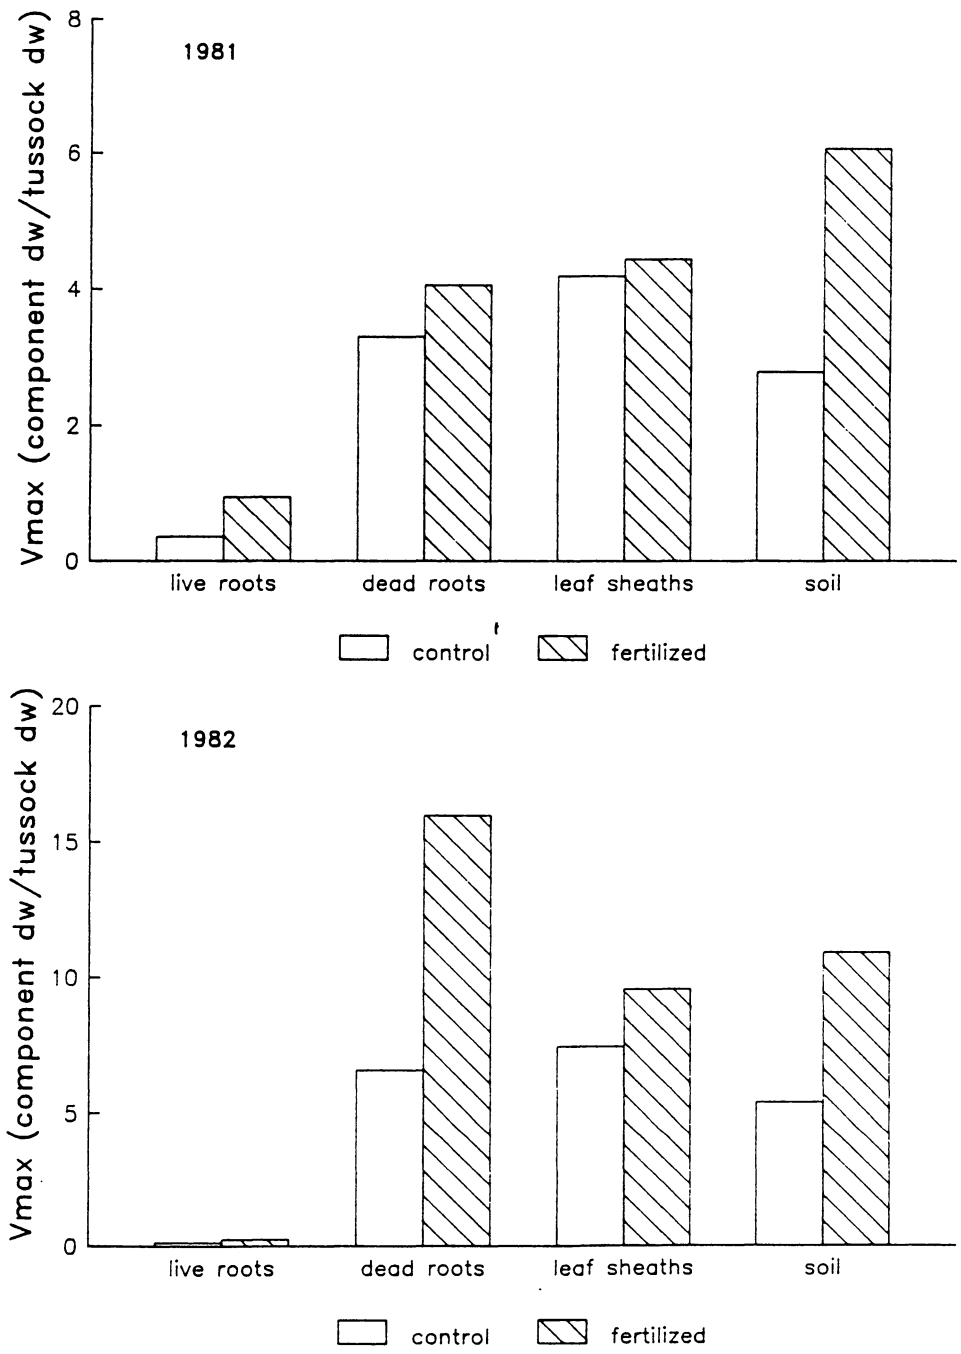 Vmax (component dw/tussock dw)
1981
8
6
4
2
0
live roots dead roots leaf sheaths soil
control fertilized
Vmax (component dw/tussock dw)
1982
20
15
10
5
0
live roots dead roots leaf sheaths soil
control fertilized